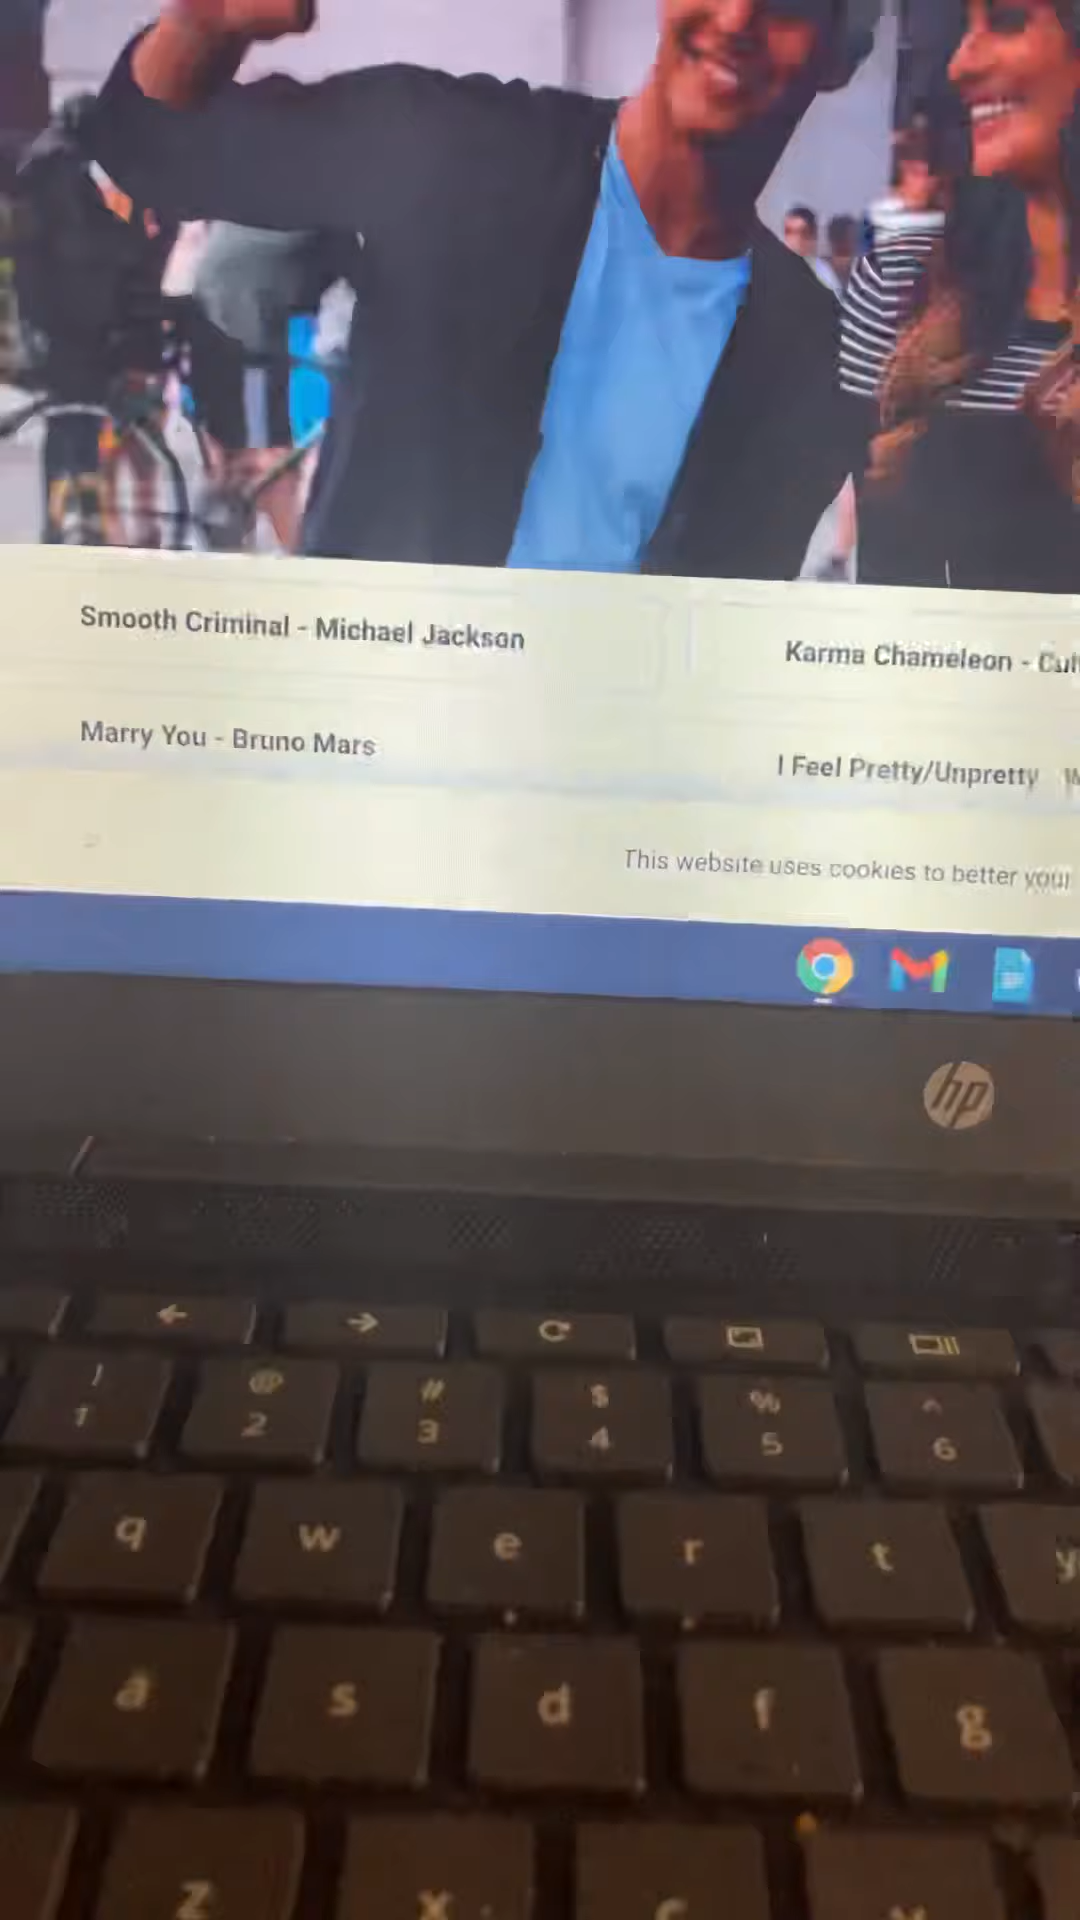 Smooth Criminal - Michael Jackson
Karma Chameleon -
Marry You - Bruno Mars
I Feel Pretty/Unpretty
This website uses cookies to better your
hp
! @ # $ % ^
1 2 3 4 5 6
q w e r t y
a s d f g
z x c v